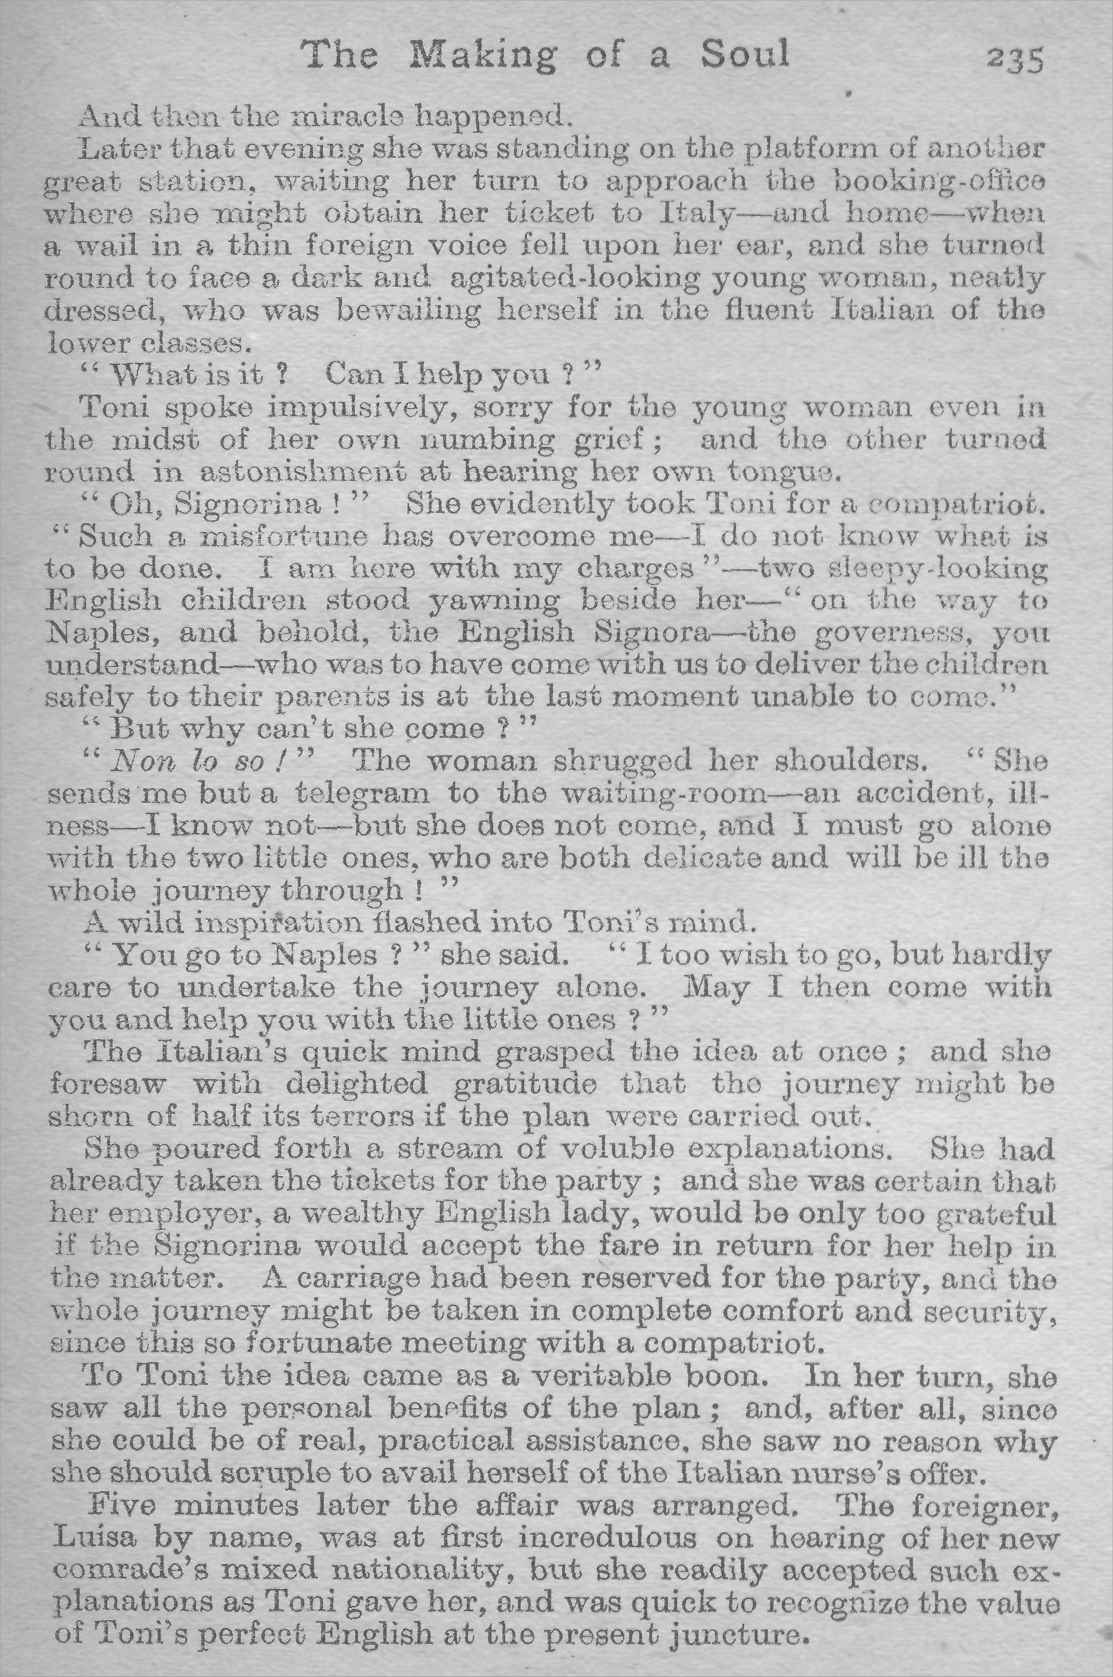 The Making of a Soul 235
And then the miracle happened.
Later that evening she was standing on the platform of another
great station, waiting her turn to approach the booking-office
where she might obtain her ticket to Italy—and home—when
a wail in a thin foreign voice fell upon her ear, and she turned
round to face a dark and agitated-looking young woman, neatly
dressed, who was bewailing herself in the fluent Italian of the
lower classes.
“ What is it ? Can I help you ? ”
Toni spoke impulsively, sorry for the young woman even in
the midst of her own numbing grief ; and the other turned
round in astonishment at hearing her own tongue.
“ Oh, Signorina ! ” She evidently took Toni for a compatriot.
“ Such a misfortune has overcome me—I do not know what is
to be done. I am here with my charges ”—two sleepy-looking
English children stood yawning beside her—“ on the way to
Naples, and behold, the English Signora—the governess, you
understand—who was to have come with us to deliver the children
safely to their parents is at the last moment unable to come.”
“ But why can’t she come ? ”
“ Non lo so ! ” The woman shrugged her shoulders. “ She
sends me but a telegram to the waiting-room—an accident, ill-
ness—I know not—but she does not come, and I must go alone
with the two little ones, who are both delicate and will be ill the
whole journey through ! ”
A wild inspiration flashed into Toni’s mind.
“ You go to Naples ? ” she said. “ I too wish to go, but hardly
care to undertake the journey alone. May I then come with
you and help you with the little ones ? ”
The Italian’s quick mind grasped the idea at once ; and she
foresaw with delighted gratitude that the journey might be
shorn of half its terrors if the plan were carried out.
She poured forth a stream of voluble explanations. She had
already taken the tickets for the party ; and she was certain that
her employer, a wealthy English lady, would be only too grateful
if the Signorina would accept the fare in return for her help in
the matter. A carriage had been reserved for the party, and the
whole journey might be taken in complete comfort and security,
since this so fortunate meeting with a compatriot.
To Toni the idea came as a veritable boon. In her turn, she
saw all the personal benefits of the plan ; and, after all, since
she could be of real, practical assistance, she saw no reason why
she should scruple to avail herself of the Italian nurse’s offer.
Five minutes later the affair was arranged. The foreigner,
Luisa by name, was at first incredulous on hearing of her new
comrade’s mixed nationality, but she readily accepted such ex-
planations as Toni gave her, and was quick to recognize the value
of Toni’s perfect English at the present juncture.